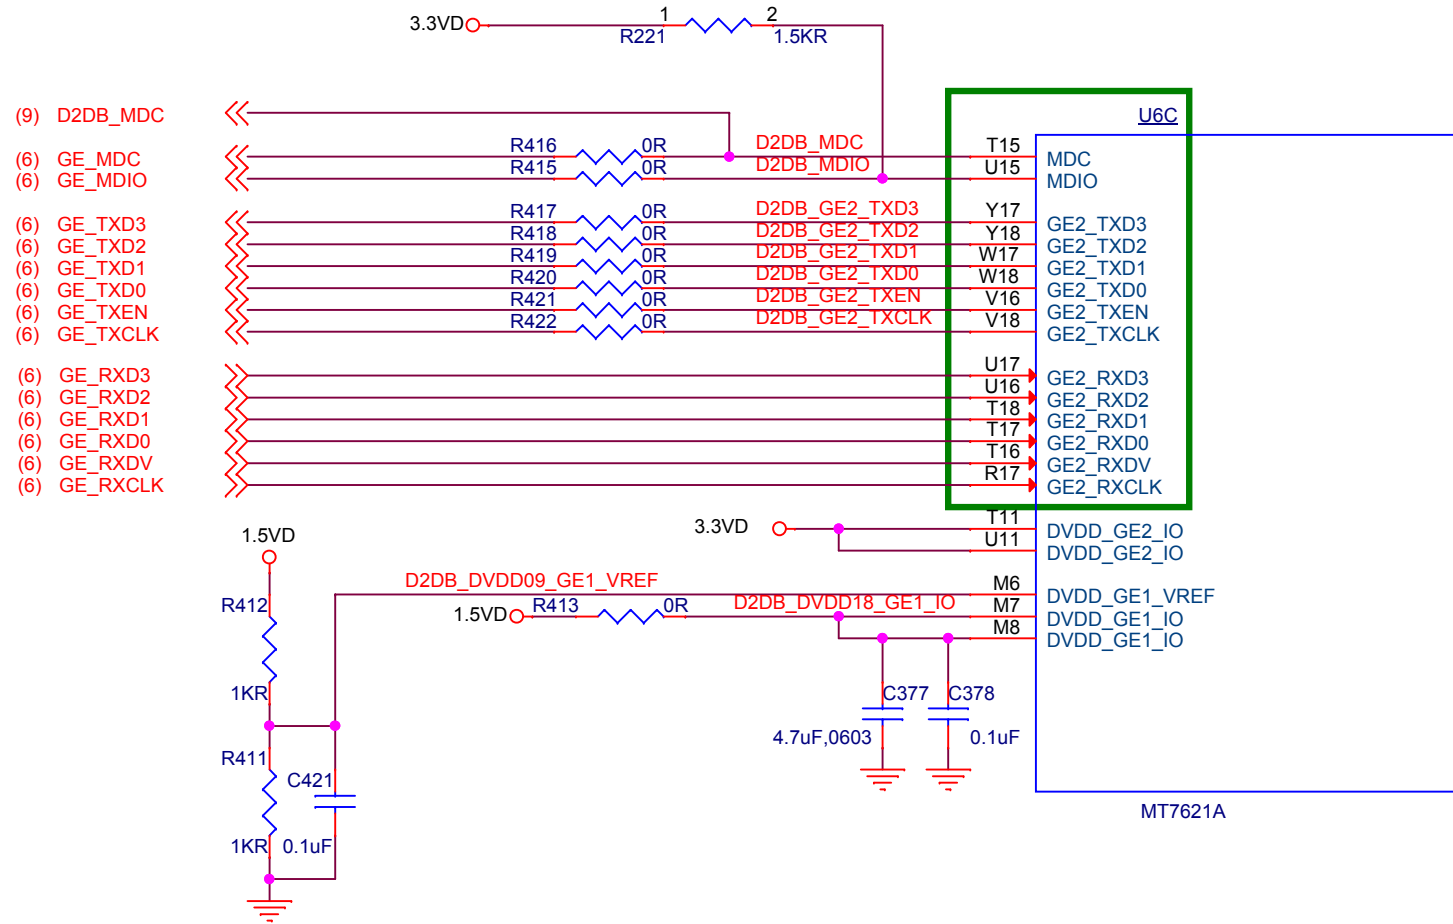 3.3VD 1 2
R221 1.5KR
(9) D2DB_MDC
U6C
(6) GE_MDC R416 0R D2DB_MDC T15 MDC
(6) GE_MDIO R415 0R D2DB_MDIO U15 MDIO
(6) GE_TXD3 R417 0R D2DB_GE2_TXD3 Y17 GE2_TXD3
(6) GE_TXD2 R418 0R D2DB_GE2_TXD2 Y18 GE2_TXD2
(6) GE_TXD1 R419 0R D2DB_GE2_TXD1 W17 GE2_TXD1
(6) GE_TXD0 R420 0R D2DB_GE2_TXD0 W18 GE2_TXD0
(6) GE_TXEN R421 0R D2DB_GE2_TXEN V16 GE2_TXEN
(6) GE_TXCLK R422 0R D2DB_GE2_TXCLK V18 GE2_TXCLK
(6) GE_RXD3 U17 GE2_RXD3
(6) GE_RXD2 U16 GE2_RXD2
(6) GE_RXD1 T18 GE2_RXD1
(6) GE_RXD0 T17 GE2_RXD0
(6) GE_RXDV T16 GE2_RXDV
(6) GE_RXCLK R17 GE2_RXCLK
3.3VD T11 DVDD_GE2_IO
1.5VD U11 DVDD_GE2_IO
D2DB_DVDD09_GE1_VREF M6 DVDD_GE1_VREF
R412 1.5VD R413 0R D2DB_DVDD18_GE1_IO M7 DVDD_GE1_IO
M8 DVDD_GE1_IO
1KR C377 C378
4.7uF,0603 0.1uF
R411 C421
MT7621A
1KR 0.1uF